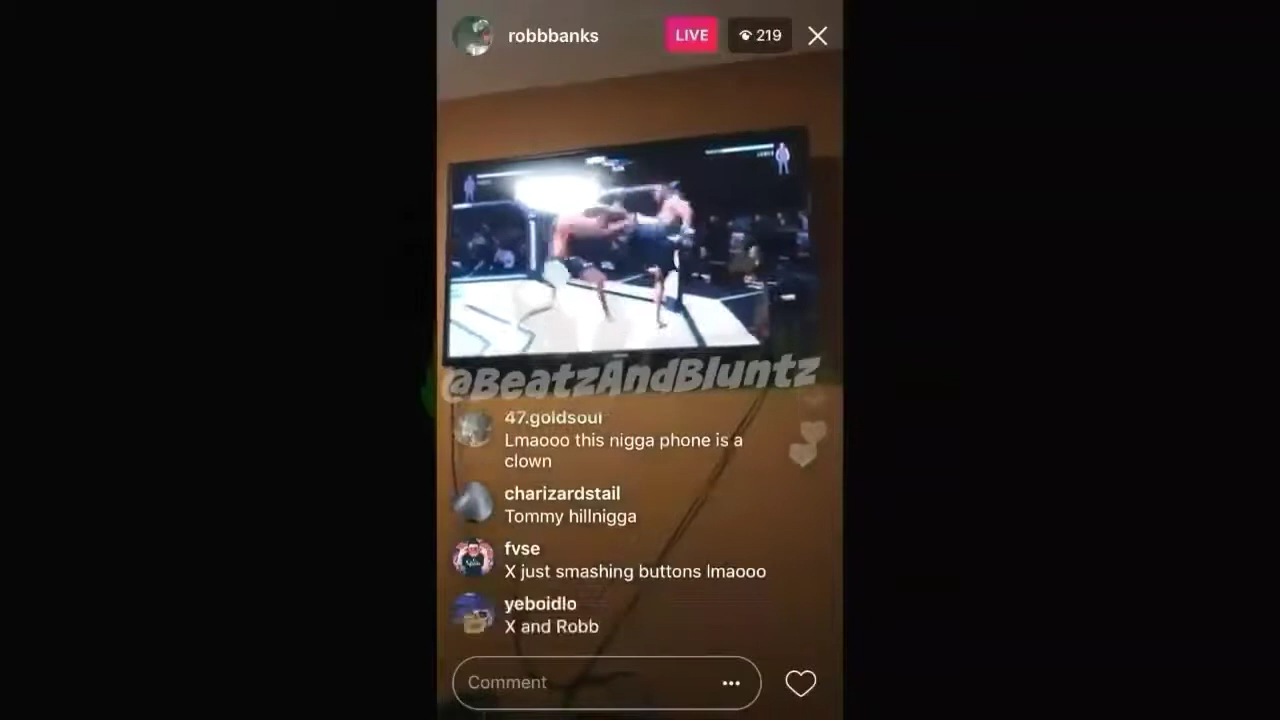 robbbanks
LIVE
219
@BeatzAndBluntz
47.goldsoul
Lmaooo this nigga phone is a
clown
charizardstail
Tommy hillnigga
fvse
X just smashing buttons lmaooo
yeboidlo
X and Robb
Comment